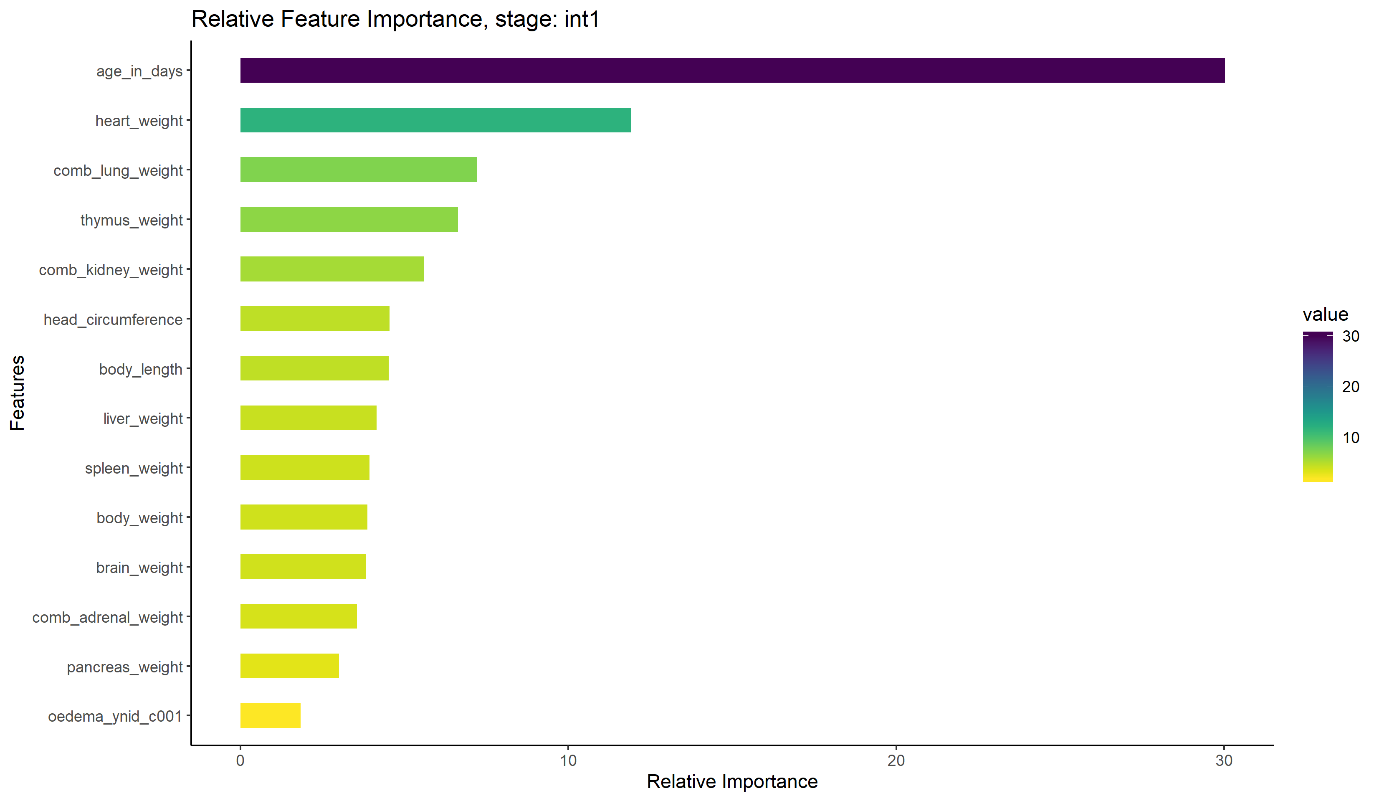 Relative Feature Importance, stage: int1
Features
age_in_days
heart_weight
comb_lung_weight
thymus_weight
comb_kidney_weight
head_circumference
body_length
liver_weight
spleen_weight
body_weight
brain_weight
comb_adrenal_weight
pancreas_weight
oedema_ynid_c001
0 10 20 30
Relative Importance
value
30
20
10